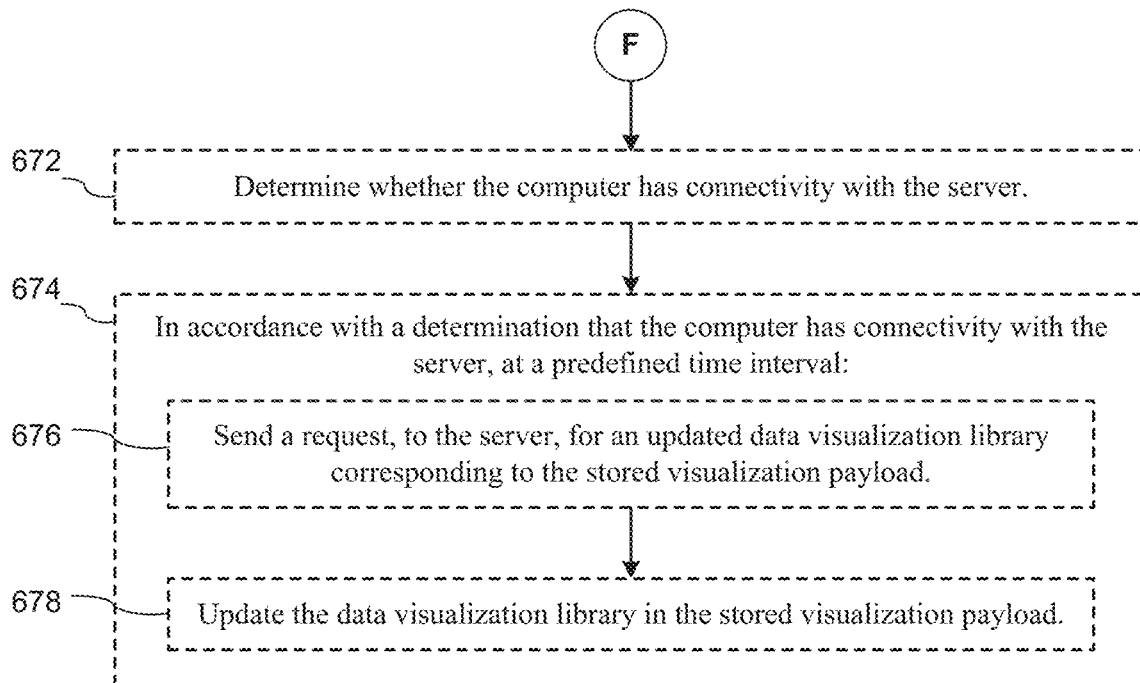 F
672
Determine whether the computer has connectivity with the server.
674
In accordance with a determination that the computer has connectivity with the
server, at a predefined time interval:
676
Send a request, to the server, for an updated data visualization library
corresponding to the stored visualization payload.
678
Update the data visualization library in the stored visualization payload.